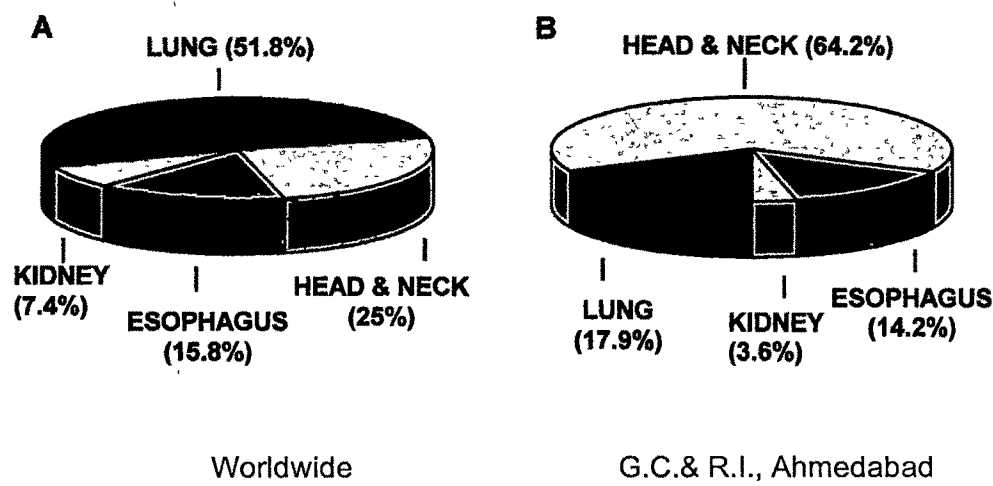 A
LUNG (51.8%)
KIDNEY
(7.4%)
ESOPHAGUS
(15.8%)
HEAD & NECK
(25%)
Worldwide
B
HEAD & NECK (64.2%)
LUNG
(17.9%)
KIDNEY
(3.6%)
ESOPHAGUS
(14.2%)
G.C.& R.I., Ahmedabad